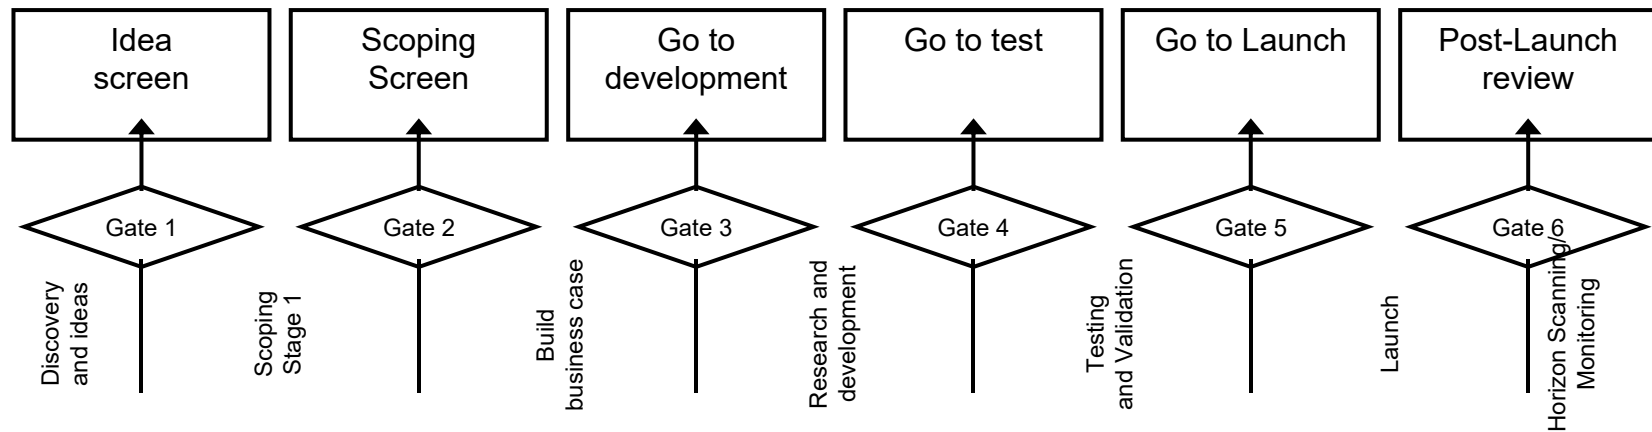 Idea
screen
Scoping
Screen
Go to
development
Go to test
Go to Launch
Post-Launch
review
Gate 1
Gate 2
Gate 3
Gate 4
Gate 5
Gate 6
Discovery
and ideas
Scoping
Stage 1
Build
business case
Research and
development
Testing
and Validation
Launch
Horizon Scanning/
Monitoring